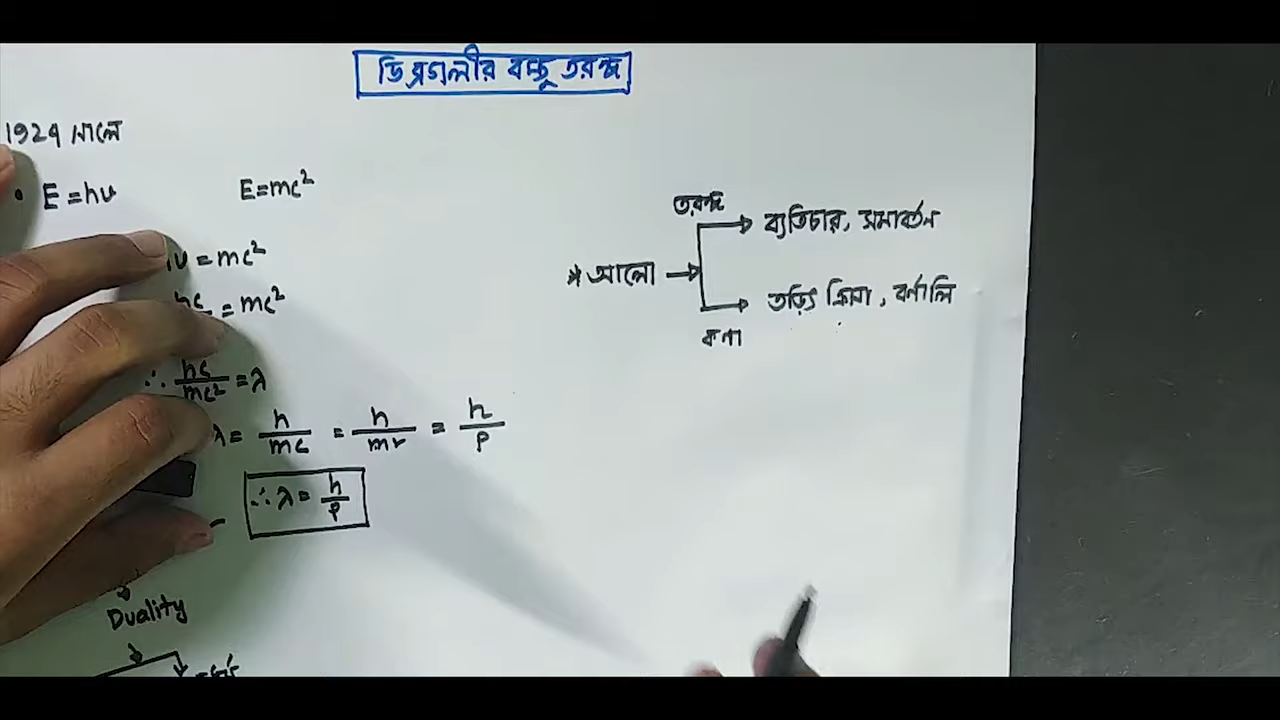 ডি ব্রগলীর বস্তু তরঙ্গ
1924 সালে
• E = hν
E = mc²
ν = mc²
hc = mc²
∴ hc/mc² = λ
λ = h/mc = h/mv = h/p
∴ λ = h/p
Duality
তরঙ্গ
ব্যতিচার, সমাবর্তন
* আলো
তড়িৎ ক্রিয়া, বর্ণালি
কণা